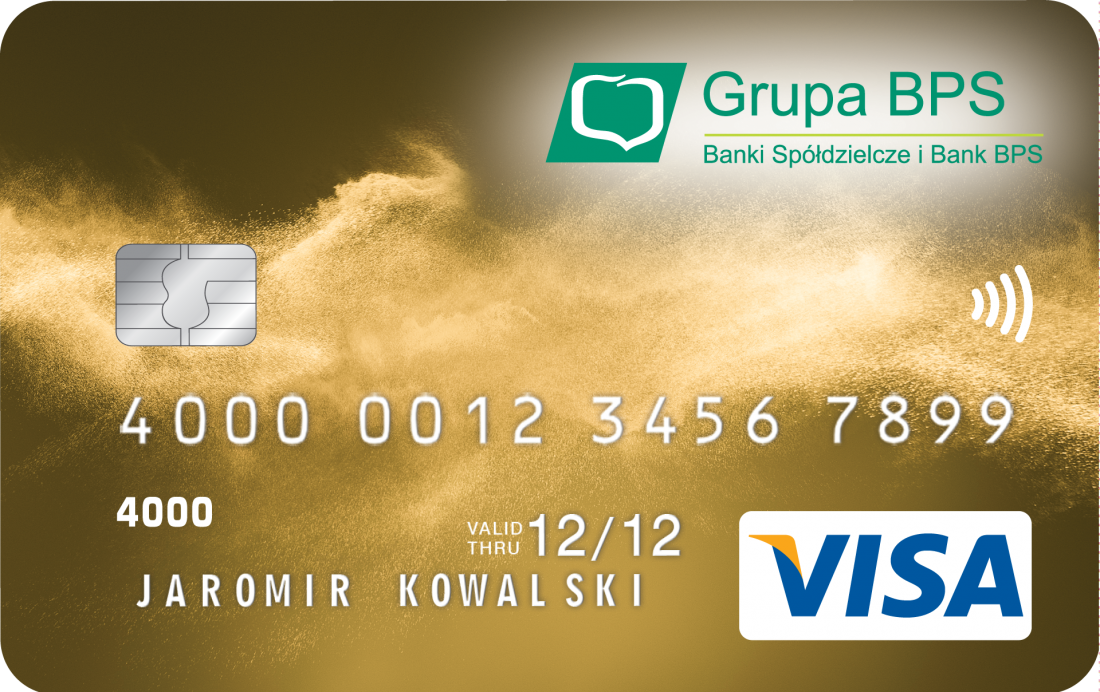 Grupa BPS
Banki Spółdzielcze i Bank BPS
4000 0012 3456 7899
4000
VALID THRU 12/12
JAROMIR KOWALSKI
VISA